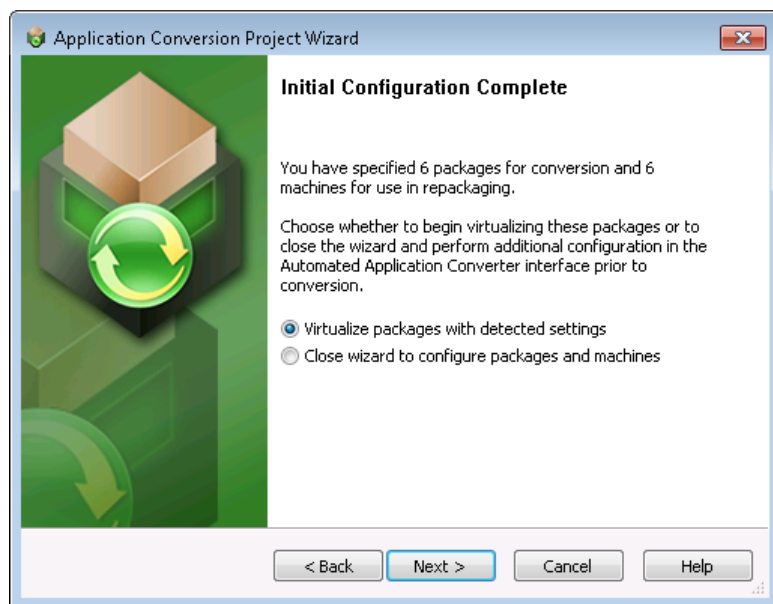 Application Conversion Project Wizard
Initial Configuration Complete
You have specified 6 packages for conversion and 6
machines for use in repackaging.
Choose whether to begin virtualizing these packages or to
close the wizard and perform additional configuration in the
Automated Application Converter interface prior to
conversion.
Virtualize packages with detected settings
Close wizard to configure packages and machines
< Back Next > Cancel Help